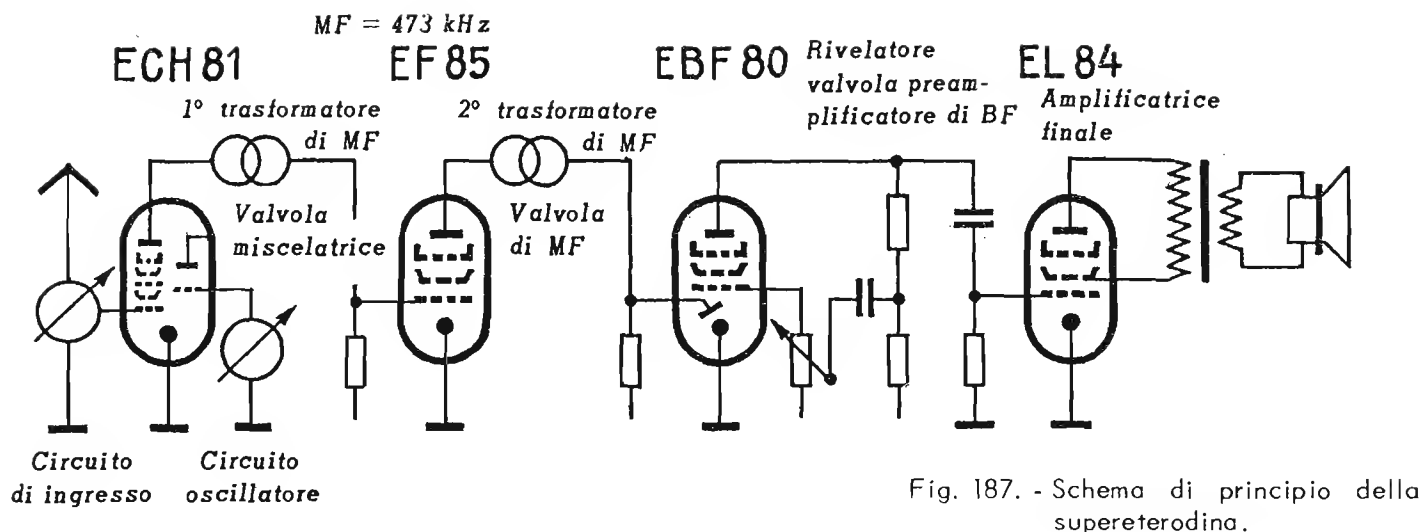 MF = 473 kHz
ECH 81
EF 85
EBF 80
Rivelatore
valvola pream-
plificatore di BF
EL 84
Amplificatrice
finale
1° trasformatore
di MF
2° trasformatore
di MF
Valvola
miscelatrice
Valvola
di MF
Circuito
di ingresso
Circuito
oscillatore
Fig. 187. - Schema di principio della
supereterodina.